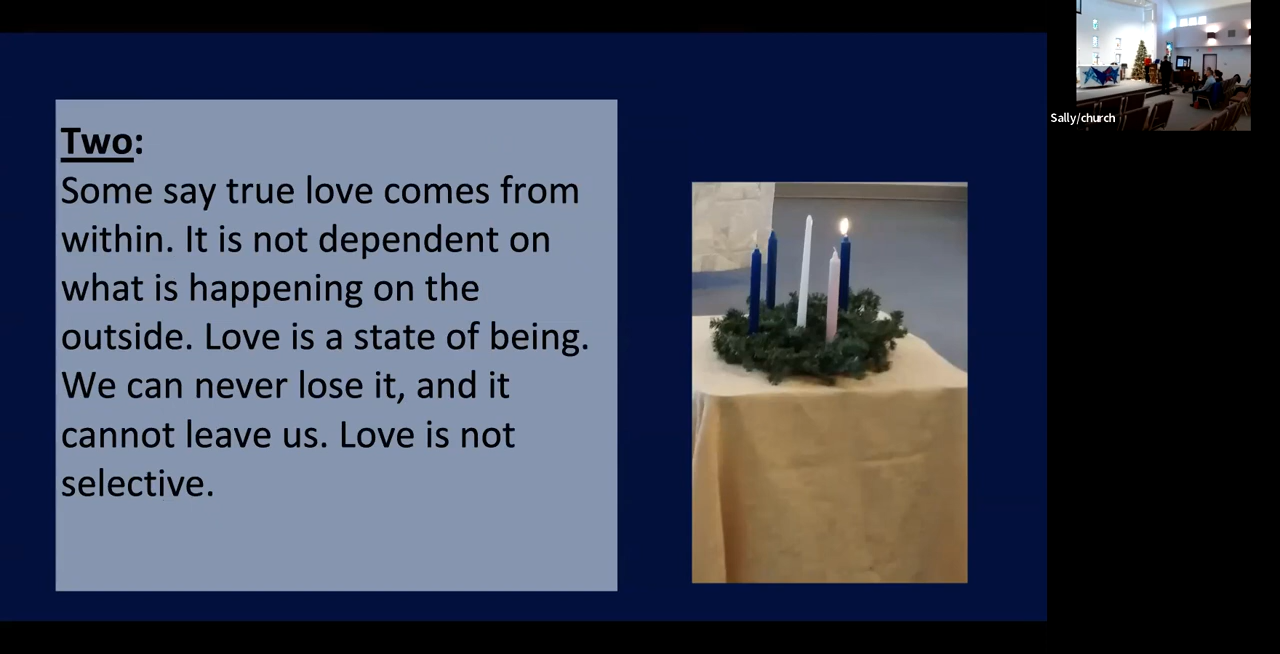 Two:
Some say true love comes from
within. It is not dependent on
what is happening on the
outside. Love is a state of being.
We can never lose it, and it
cannot leave us. Love is not
selective.
Sally/church